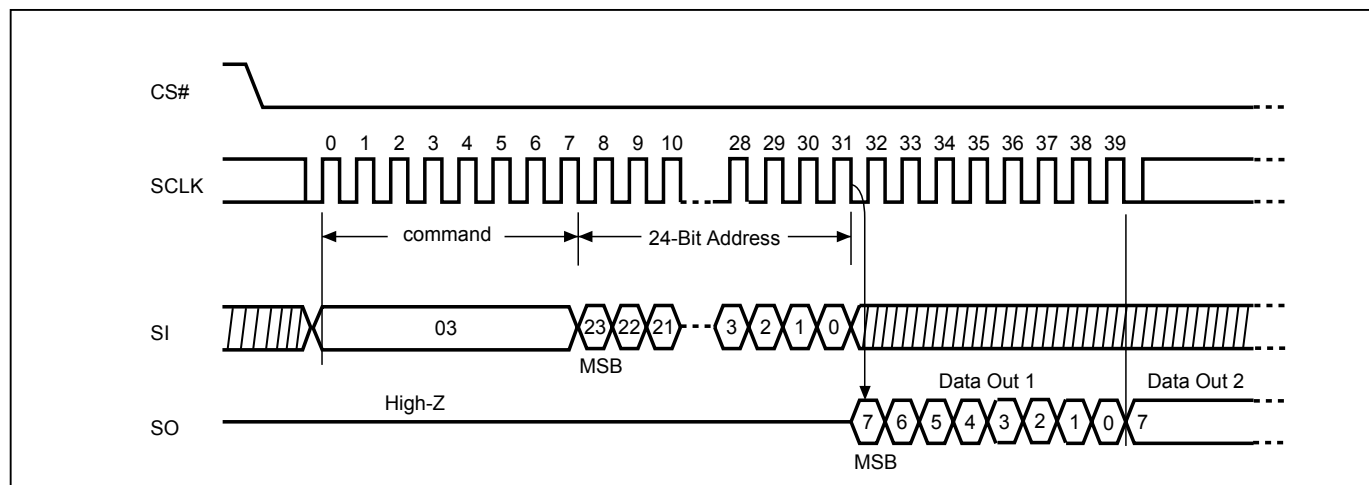 CS#
0 1 2 3 4 5 6 7 8 9 10 28 29 30 31 32 33 34 35 36 37 38 39
SCLK
command 24-Bit Address
SI 03 23 22 21 3 2 1 0
MSB
Data Out 1 Data Out 2
High-Z
SO 7 6 5 4 3 2 1 0 7
MSB